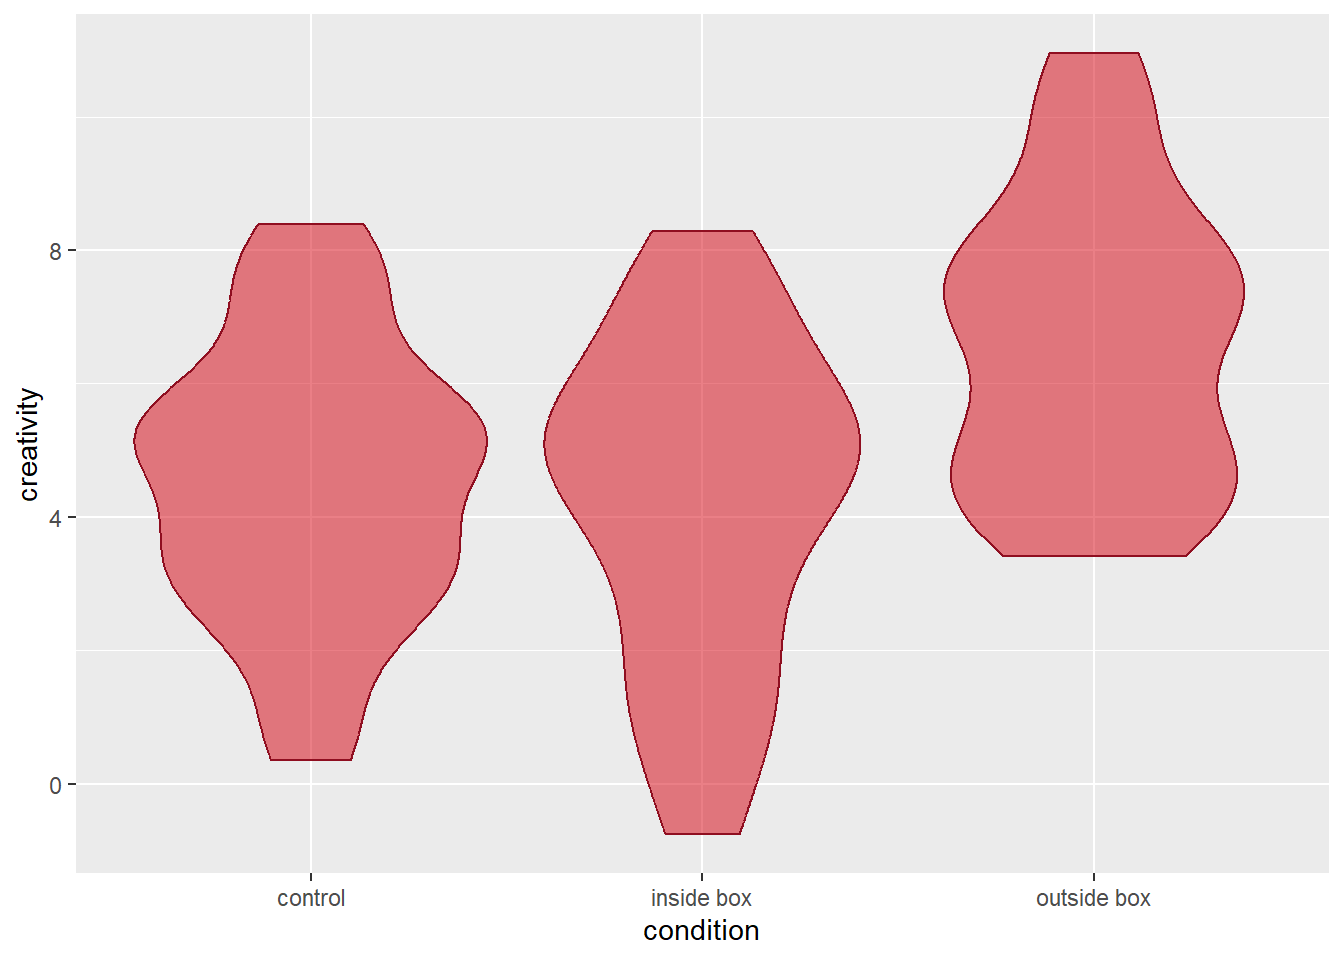 creativity
8
4
0
control
inside box
outside box
condition